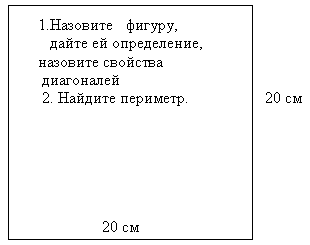 1.Назовите фигуру,
дайте ей определение,
назовите свойства
диагоналей
2. Найдите периметр.
20 см
20 см